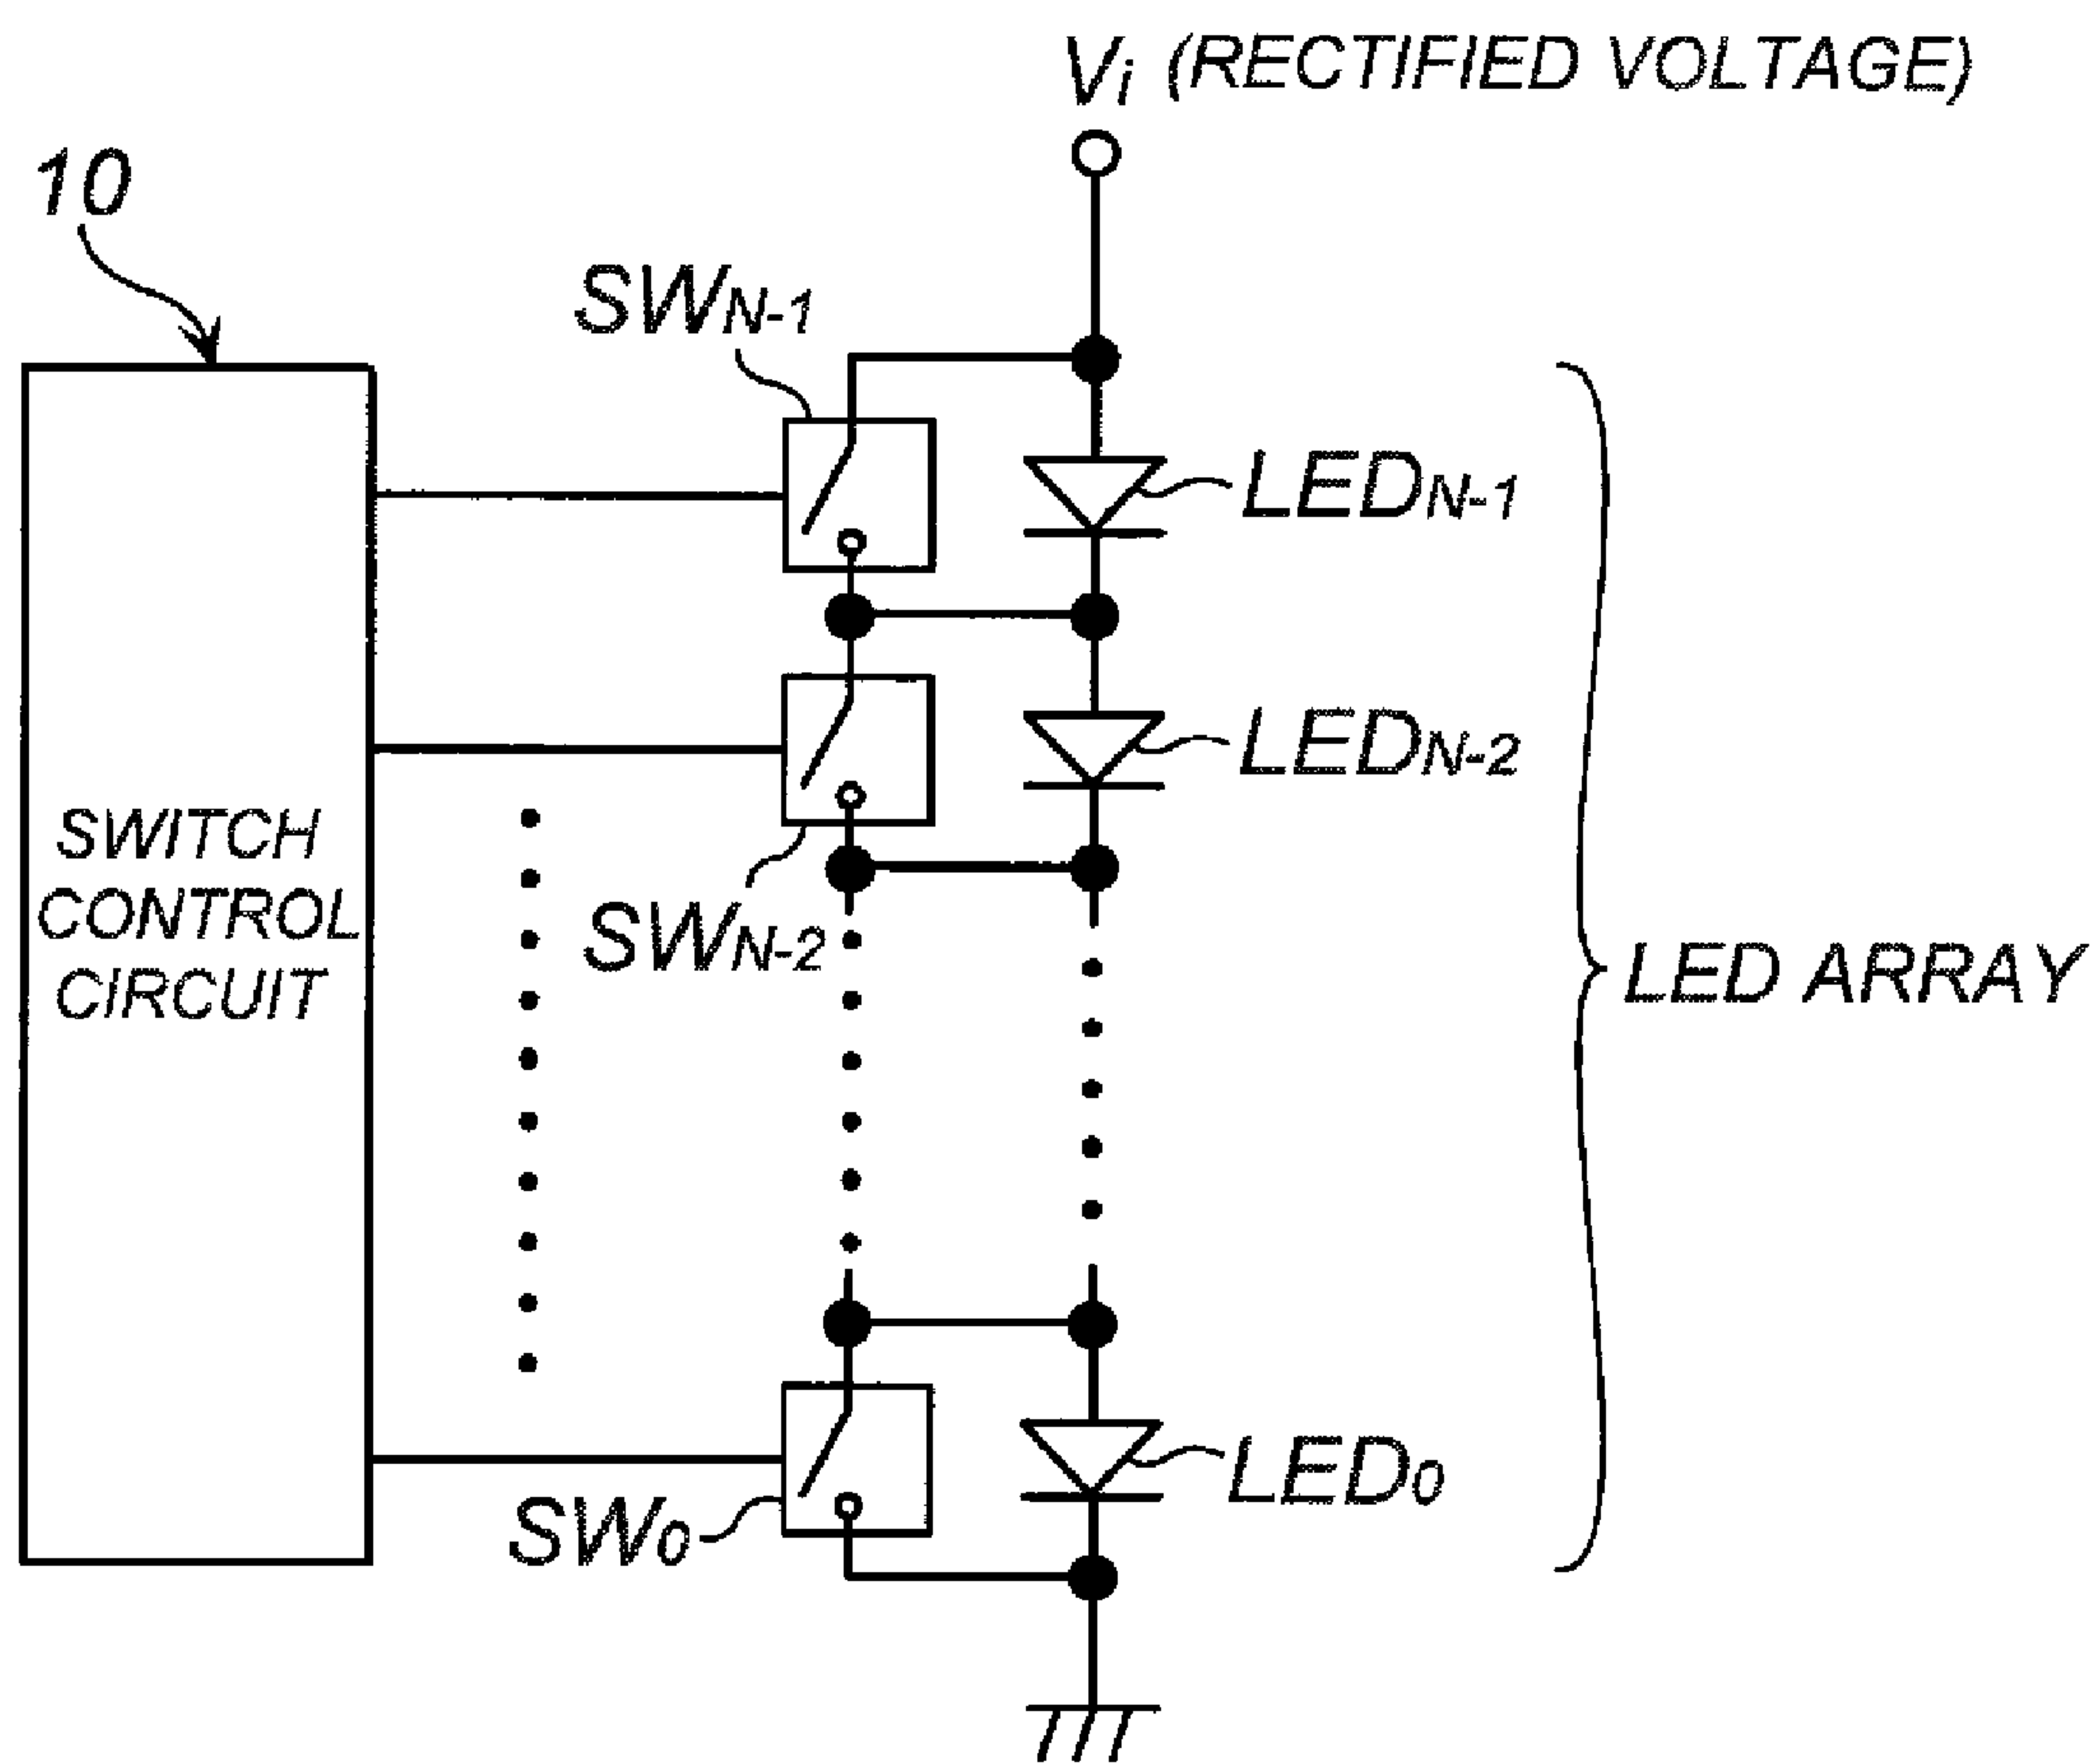 Vi (RECTIFIED VOLTAGE)
10
SWN-1
LEDN-1
LEDN-2
SWITCH
CONTROL
CIRCUIT
SWN-2
LED ARRAY
LED0
SW0